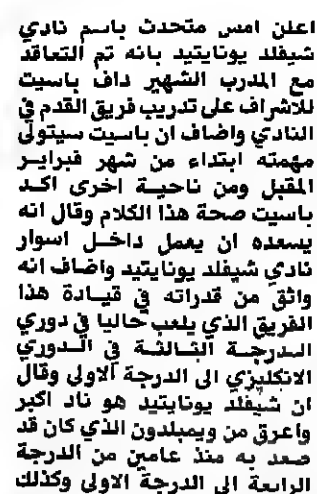 اعلن امس متحدث باسم نادي
شيفلد يونايتيد بانه تم التعاقد
مع المدرب الشهير داف باسيت
للاشراف على تدريب فريق القدم في
النادي واضاف ان باسيت سيتولى
مهمته ابتداء من شهر فبراير
المقبل ومن ناحية اخرى اكد
باسيت صحة هذا الكلام وقال انه
يسعده ان يعمل داخل اسوار
نادي شيفلد يونايتيد واضاف انه
واثق من قدراته في قيادة هذا
الفريق الذي يلعب حاليا في دوري
الدرجة الثالثة في الدوري
الانكليزي الى الدرجة الاولى وقال
ان شيفلد يونايتيد هو ناد اكبر
واعرق من ويمبلدون الذي كان قد
صعد به منذ عامين من الدرجة
الرابعة الى الدرجة الاولى وكذلك